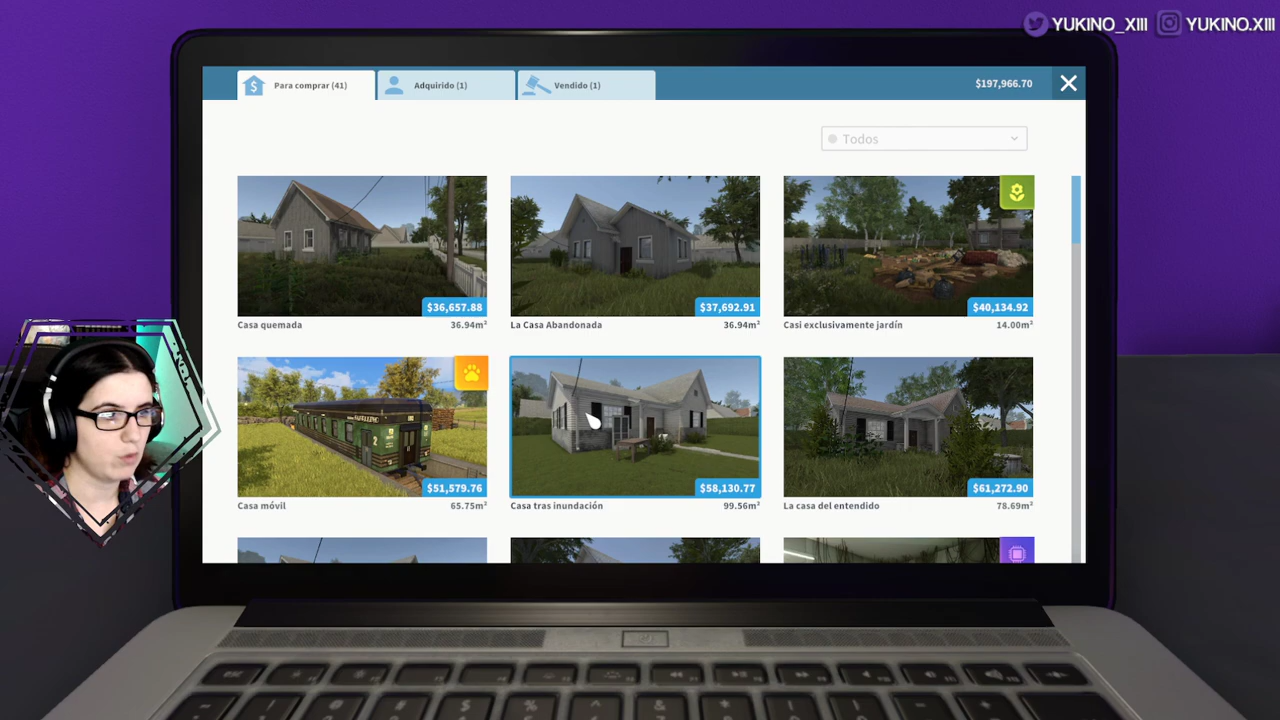 YUKINO_XIII YUKINO.XIII
Para comprar (41)
Adquirido (1)
Vendido (1)
$197,966.70
Todos
$36,657.88
Casa quemada
36.94m²
$37,692.91
La Casa Abandonada
36.94m²
$40,134.92
Casi exclusivamente jardín
14.00m²
$51,579.76
Casa móvil
65.75m²
$58,130.77
Casa tras inundación
99.56m²
$61,272.90
La casa del entendido
78.69m²